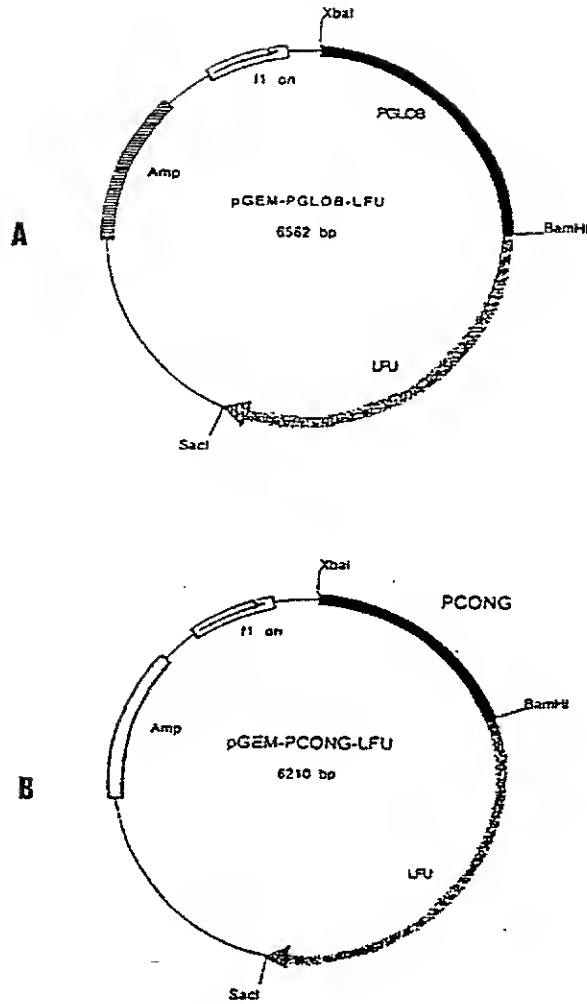 XbaI
f1 ori
PGLOB
Amp
pGEM-PGLOB-LFU
6562 bp
A
BamHI
LFU
SacI
XbaI
PCONG
f1 ori
BamHI
Amp
pGEM-PCONG-LFU
6210 bp
B
LFU
SacI